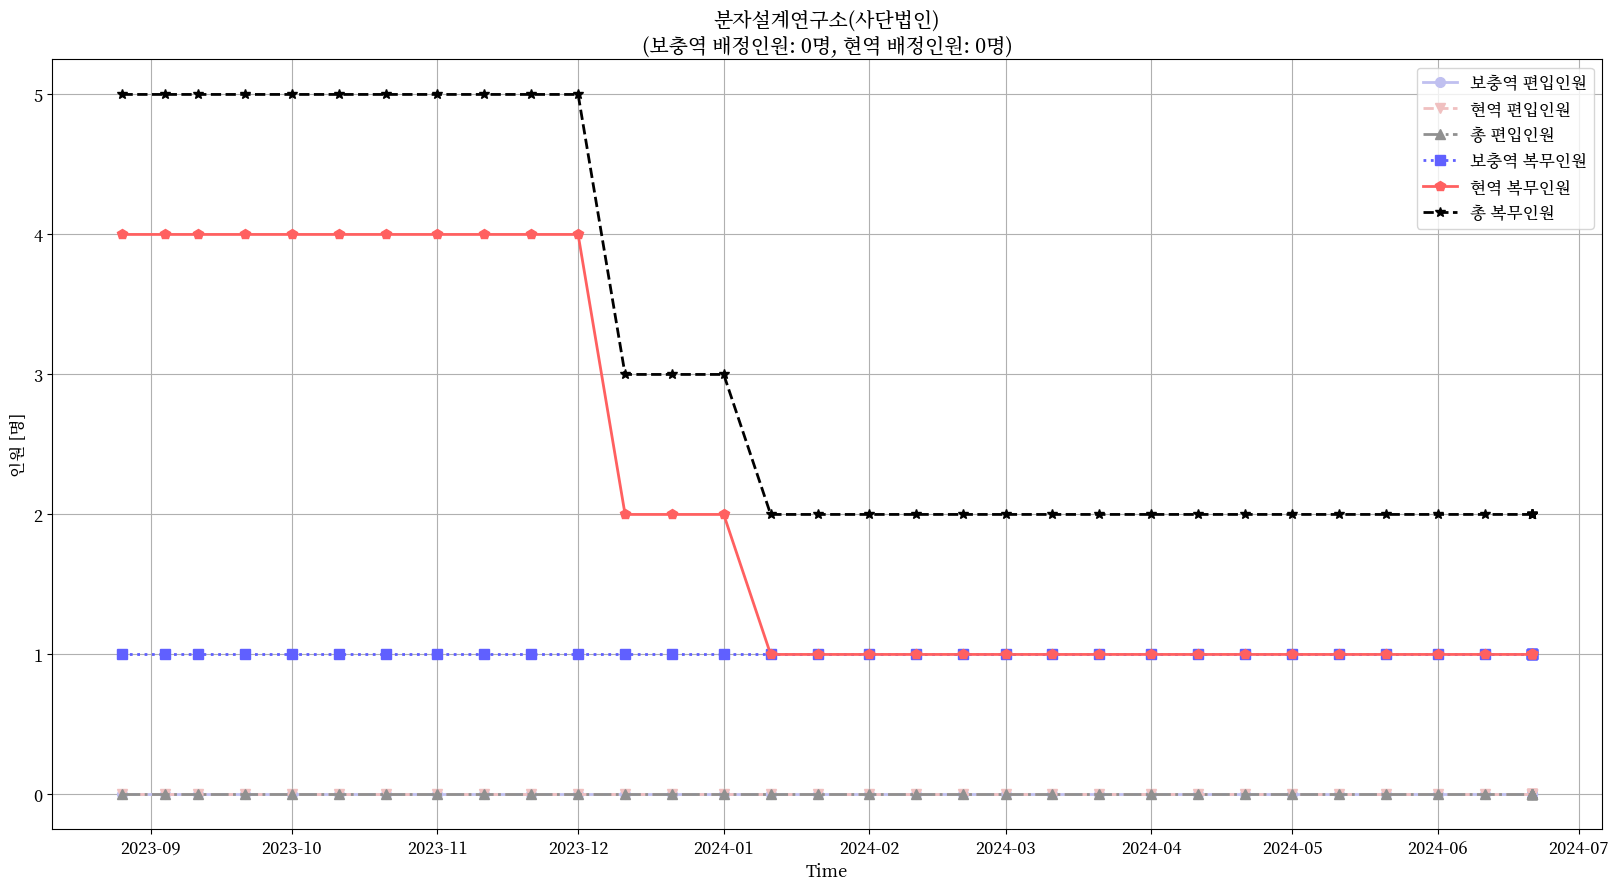 분자설계연구소(사단법인)
(보충역 배정인원: 0명, 현역 배정인원: 0명)
보충역 편입인원
현역 편입인원
총 편입인원
보충역 복무인원
현역 복무인원
총 복무인원
인원 [명]
5
4
3
2
1
0
2023-09
2023-10
2023-11
2023-12
2024-01
2024-02
2024-03
2024-04
2024-05
2024-06
2024-07
Time